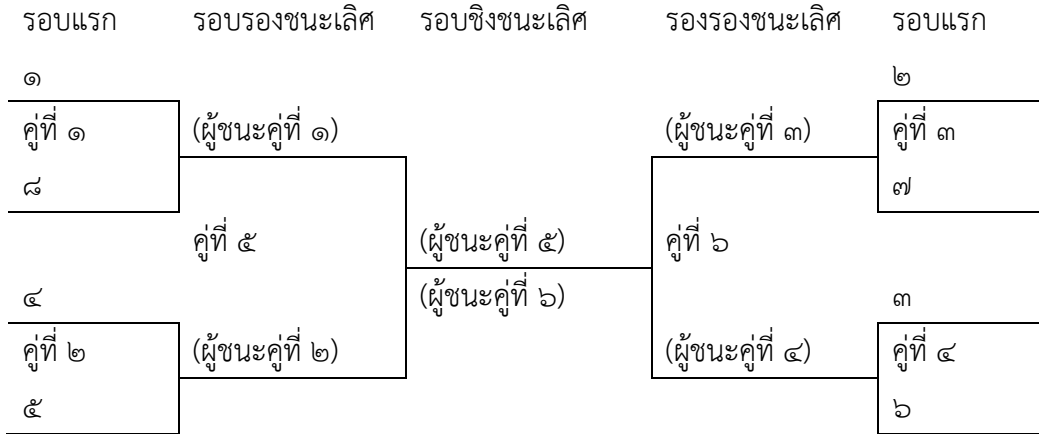 รอบแรก รอบรองชนะเลิศ รอบชิงชนะเลิศ รองรองชนะเลิศ รอบแรก
๑ ๒
คู่ที่ ๑ (ผู้ชนะคู่ที่ ๑) (ผู้ชนะคู่ที่ ๓) คู่ที่ ๓
๘ ๗
คู่ที่ ๕ (ผู้ชนะคู่ที่ ๕) คู่ที่ ๖
๔ (ผู้ชนะคู่ที่ ๖) ๓
คู่ที่ ๒ (ผู้ชนะคู่ที่ ๒) (ผู้ชนะคู่ที่ ๔) คู่ที่ ๔
๕ ๖